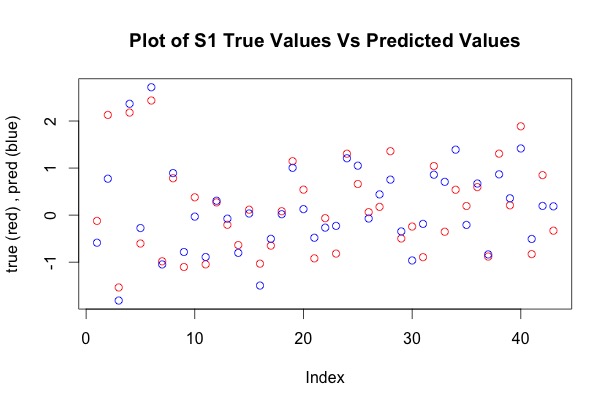 Plot of S1 True Values Vs Predicted Values
true (red) , pred (blue)
2
1
0
-1
0 10 20 30 40
Index